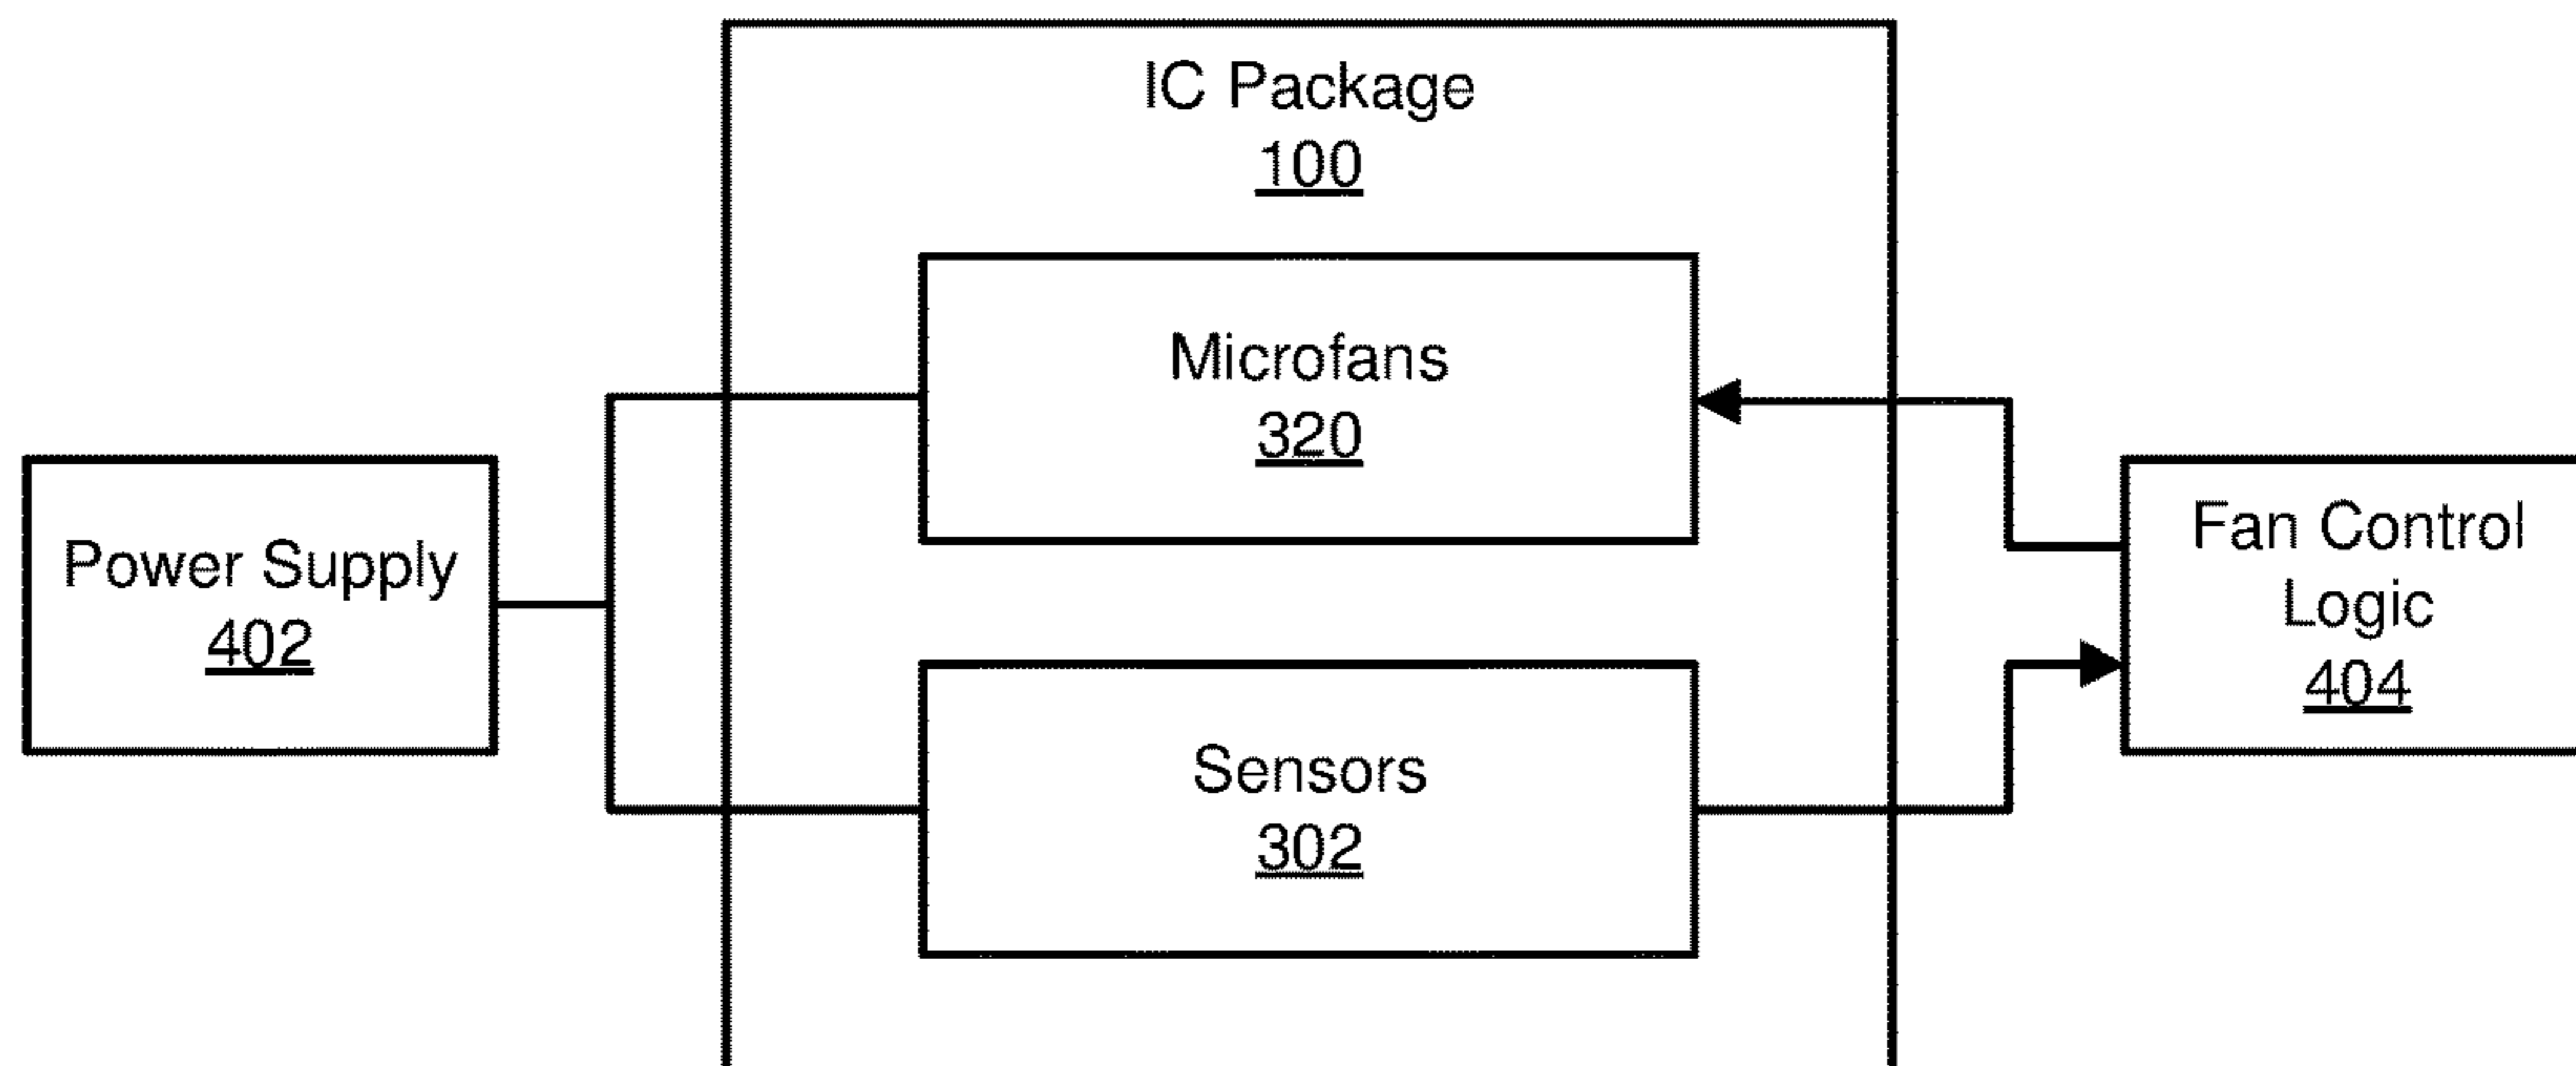 IC Package
100
Microfans
320
Power Supply
402
Fan Control
Logic
404
Sensors
302